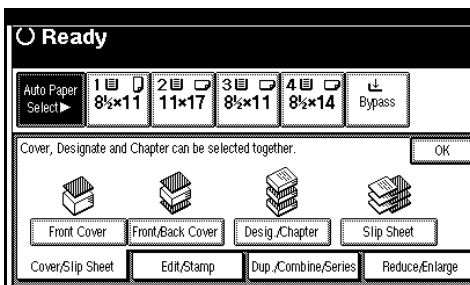 Ready
Auto Paper Select▶ 1 8½×11 2 11×17 3 8½×11 4 8½×14 Bypass
Cover, Designate and Chapter can be selected together. OK
Front Cover Front/Back Cover Desig./Chapter Slip Sheet
Cover/Slip Sheet Edit/Stamp Dup./Combine/Series Reduce/Enlarge